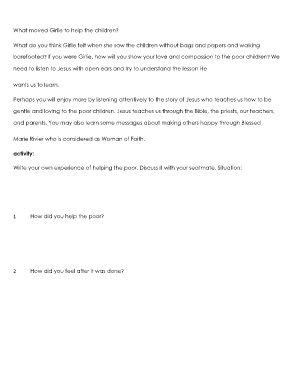 What moved Girlie to help the children?
What do you think Girlie felt when she saw the children without bags and papers and walking
barefooted? If you were Girlie, how will you show your love and compassion to the poor children? We
need to listen to Jesus with open ears and try to understand the lesson He
wants us to learn.
Perhaps you will enjoy more by listening attentively to the story of Jesus who teaches us how to be
gentle and loving to the poor children. Jesus teaches us through the Bible, the priests, our teachers,
and parents. You may also learn some messages about making others happy through Blessed
Marie Rivier who is considered as Woman of Faith.
activity:
Write your own experience of helping the poor. Discuss it with your seatmate. Situation:
1 How did you help the poor?
2 How did you feel after it was done?